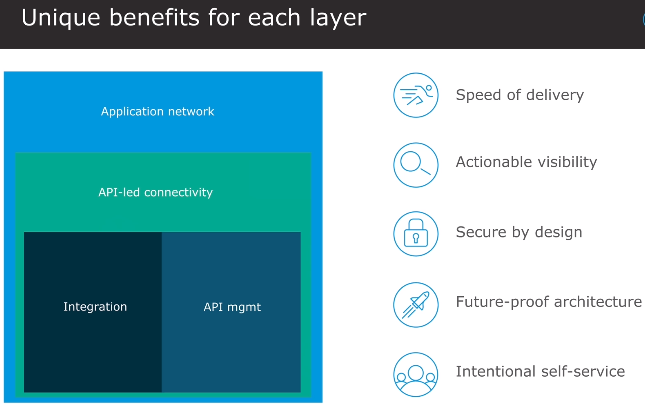 Unique benefits for each layer
Application network
API-led connectivity
Integration
API mgmt
Speed of delivery
Actionable visibility
Secure by design
Future-proof architecture
Intentional self-service